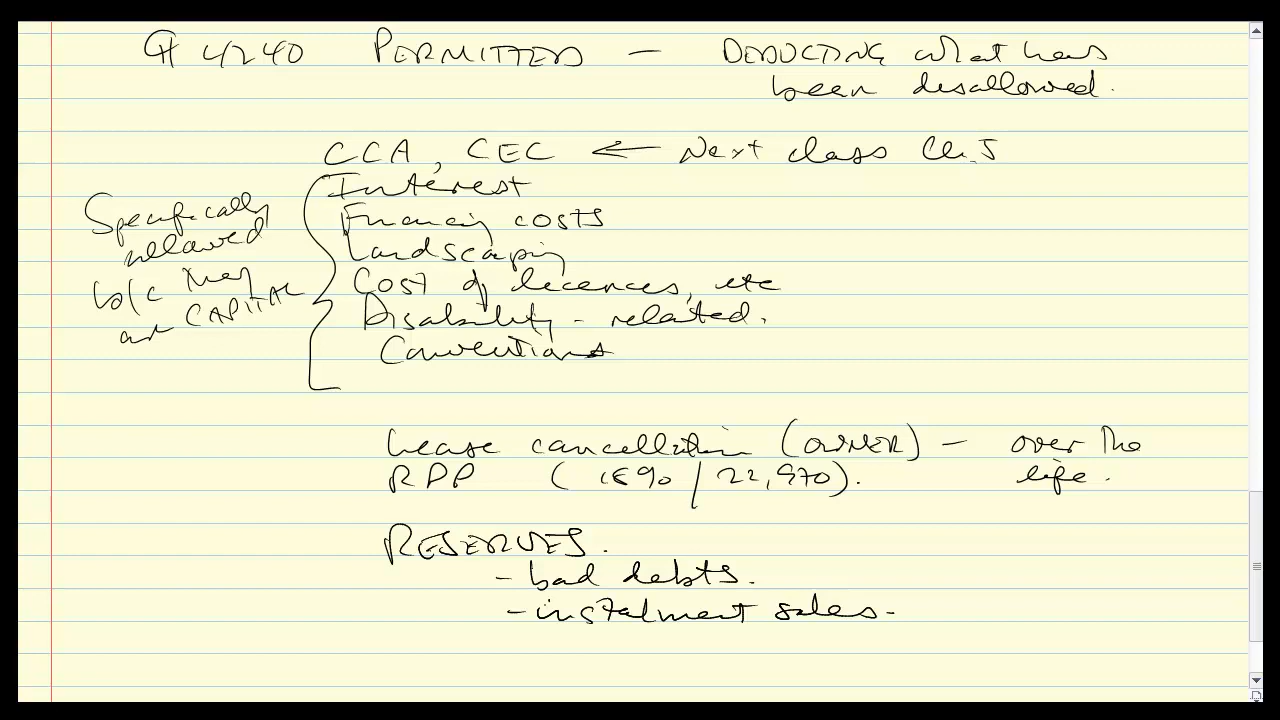 ¶ 4240 PERMITTED — DEDUCTING what has
been disallowed.
CCA, CEC ← Next class Ch. 5
Interest
Financing costs
Landscaping
Cost of licences, etc
Disability - related.
Conventions
Specifically
allowed
b/c they
are CAPITAL
Lease cancellation (OWNER) — over the
life.
RPP (18% / 22,970).
RESERVES.
- bad debts.
- instalment sales.